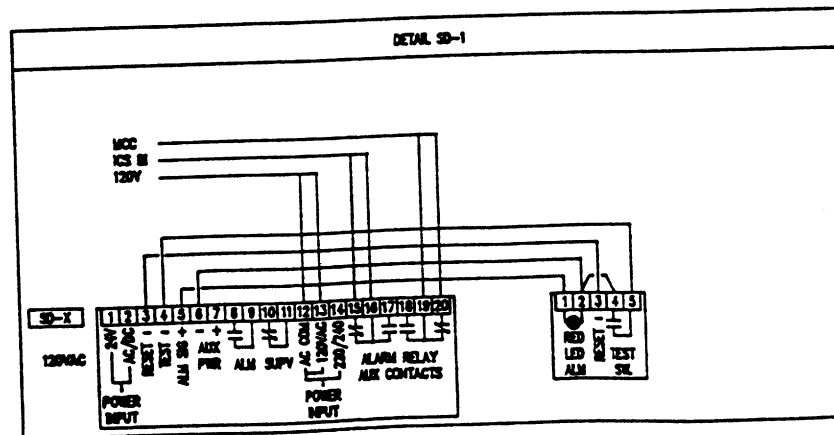 DETAIL SD-1
MCC
ICS DI
120V
SD-X
1 2 3 4 5 6 7 8 9 10 11 12 13 14 15 16 17 18 19 20
1 2 3 4 5
120VAC
24V
AC/DC
RESET -
TEST -
ALM SIG +
- +
AUX
PWR
ALM
SUPV
AC COM
120VAC
220/240
ALARM RELAY
AUX CONTACTS
POWER
INPUT
POWER
INPUT
RED
LED
ALM
RESET -
TEST
SW.